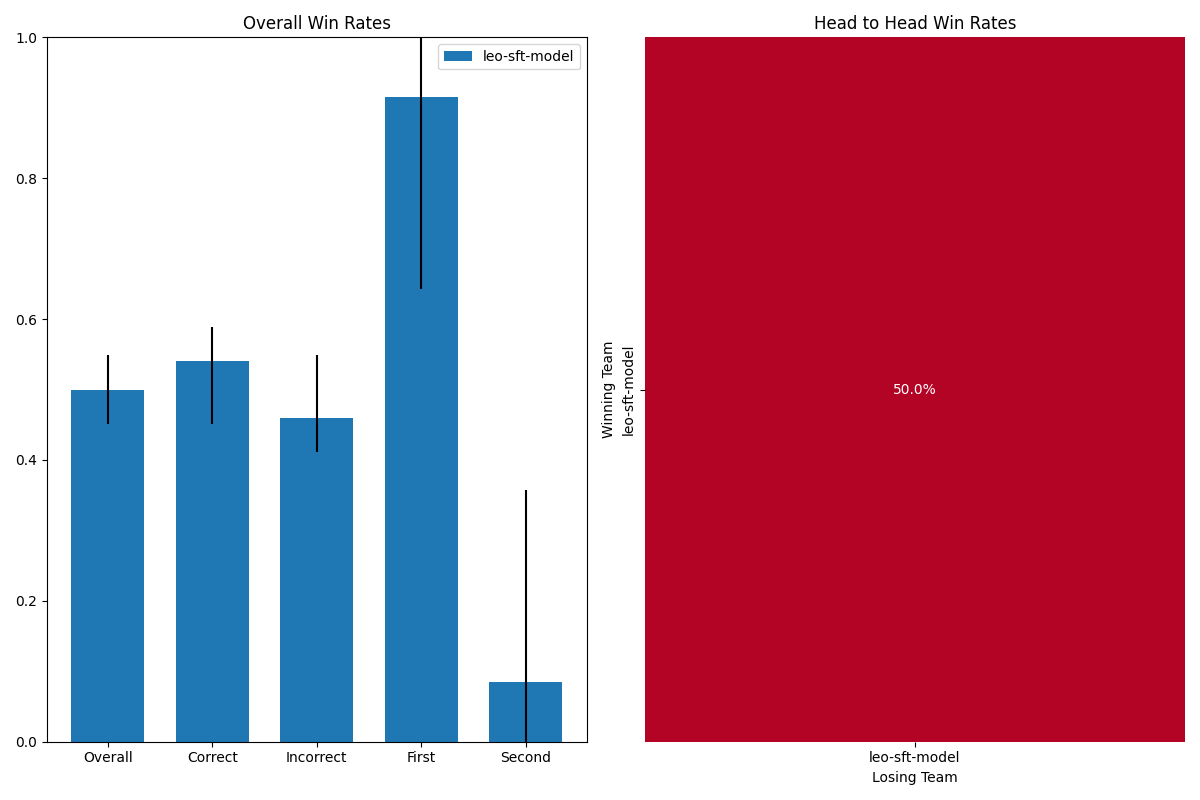 Overall Win Rates
1.0
0.8
0.6
0.4
0.2
0.0
leo-sft-model
Overall
Correct
Incorrect
First
Second
Head to Head Win Rates
Winning Team
leo-sft-model
50.0%
leo-sft-model
Losing Team